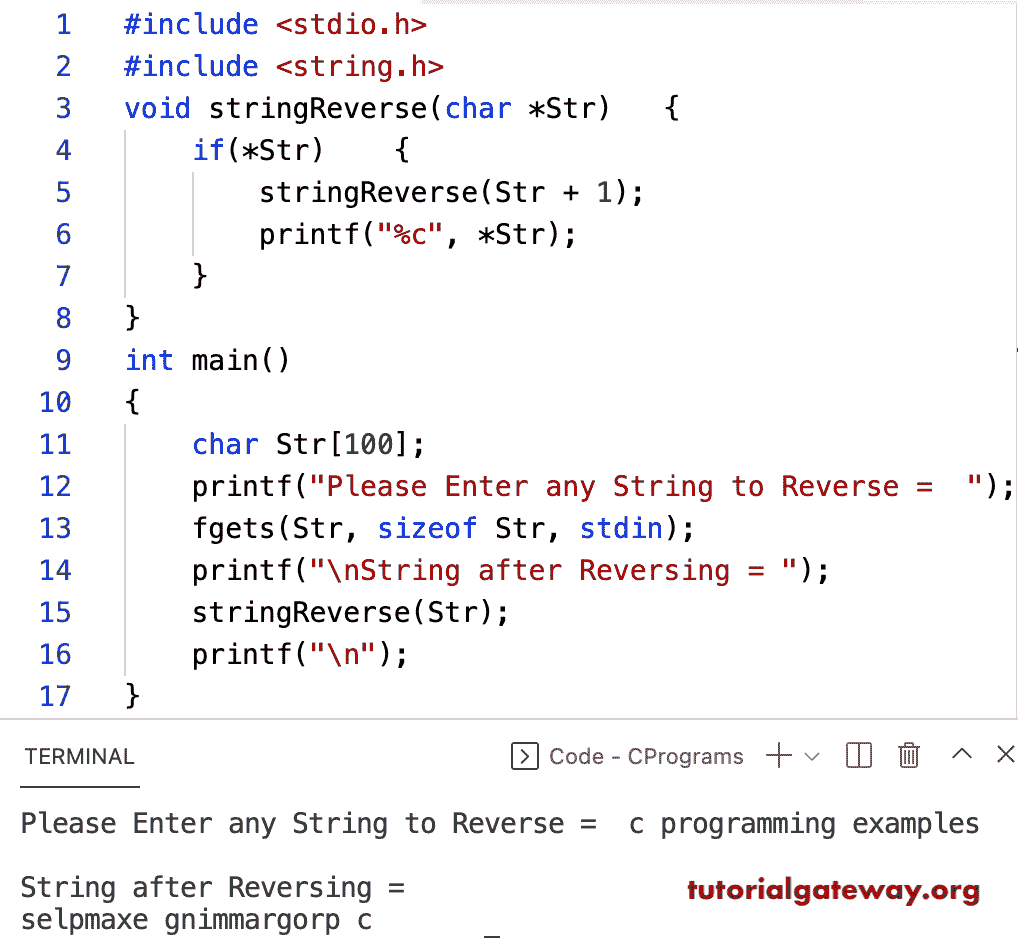 1 #include <stdio.h>
2 #include <string.h>
3 void stringReverse(char *Str)   {
4     if(*Str)    {
5         stringReverse(Str + 1);
6         printf("%c", *Str);
7     }
8 }
9 int main()
10 {
11     char Str[100];
12     printf("Please Enter any String to Reverse =  ");
13     fgets(Str, sizeof Str, stdin);
14     printf("\nString after Reversing = ");
15     stringReverse(Str);
16     printf("\n");
17 }
TERMINAL Code - CPrograms
Please Enter any String to Reverse =  c programming examples
String after Reversing =
tutorialgateway.org
selpmaxe gnimmargorp c